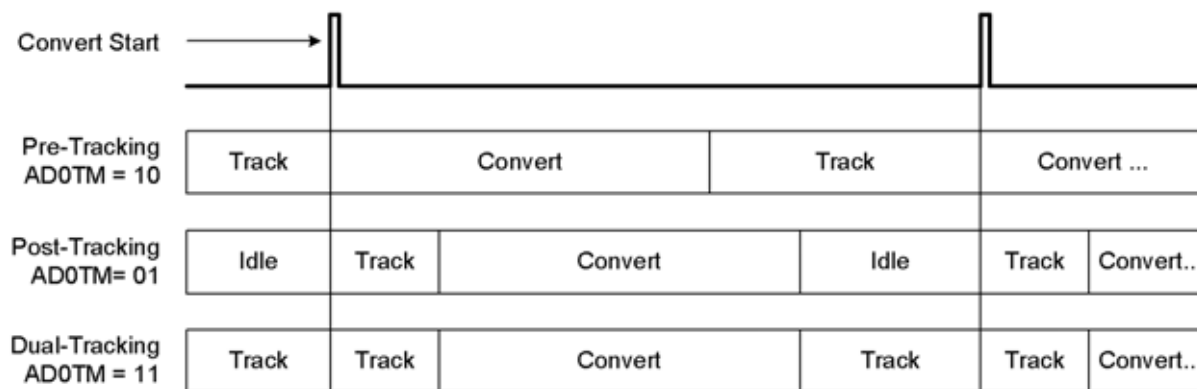 Convert Start
Pre-Tracking
AD0TM = 10
Track Convert Track Convert ...
Post-Tracking
AD0TM= 01
Idle Track Convert Idle Track Convert..
Dual-Tracking
AD0TM = 11
Track Track Convert Track Track Convert..